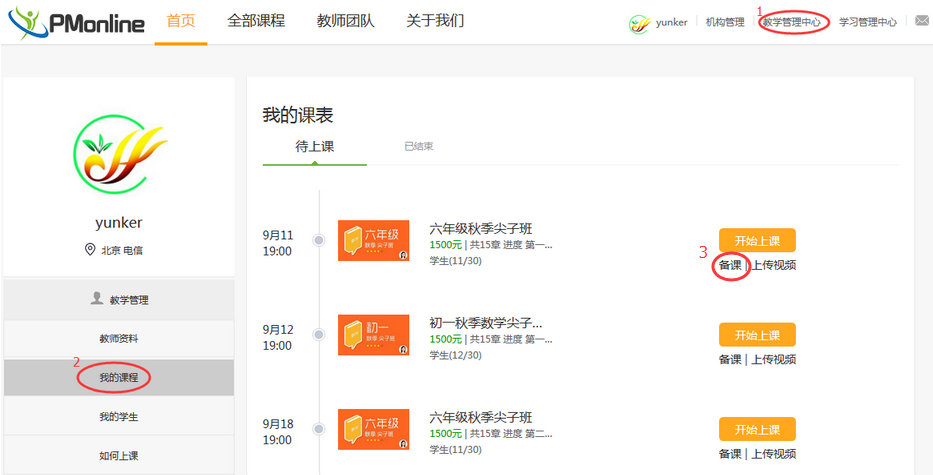 PMonline 首页 全部课程 教师团队 关于我们 yunker 机构管理 1 教学管理中心 学习管理中心
我的课表
待上课 已结束
yunker
北京 电信
教学管理
教师资料
2
我的课程
我的学生
如何上课
9月11
19:00
六年级
秋季 尖子班
六年级秋季尖子班
1500元 | 共15章 进度 第一...
学生(11/30)
开始上课
3
备课 | 上传视频
9月12
19:00
初一
秋季 尖子班
初一秋季数学尖子...
1500元 | 共15章 进度 第一...
学生(12/30)
开始上课
备课 | 上传视频
9月18
19:00
六年级
秋季 尖子班
六年级秋季尖子班
1500元 | 共15章 进度 第二...
学生(11/30)
开始上课
备课 | 上传视频